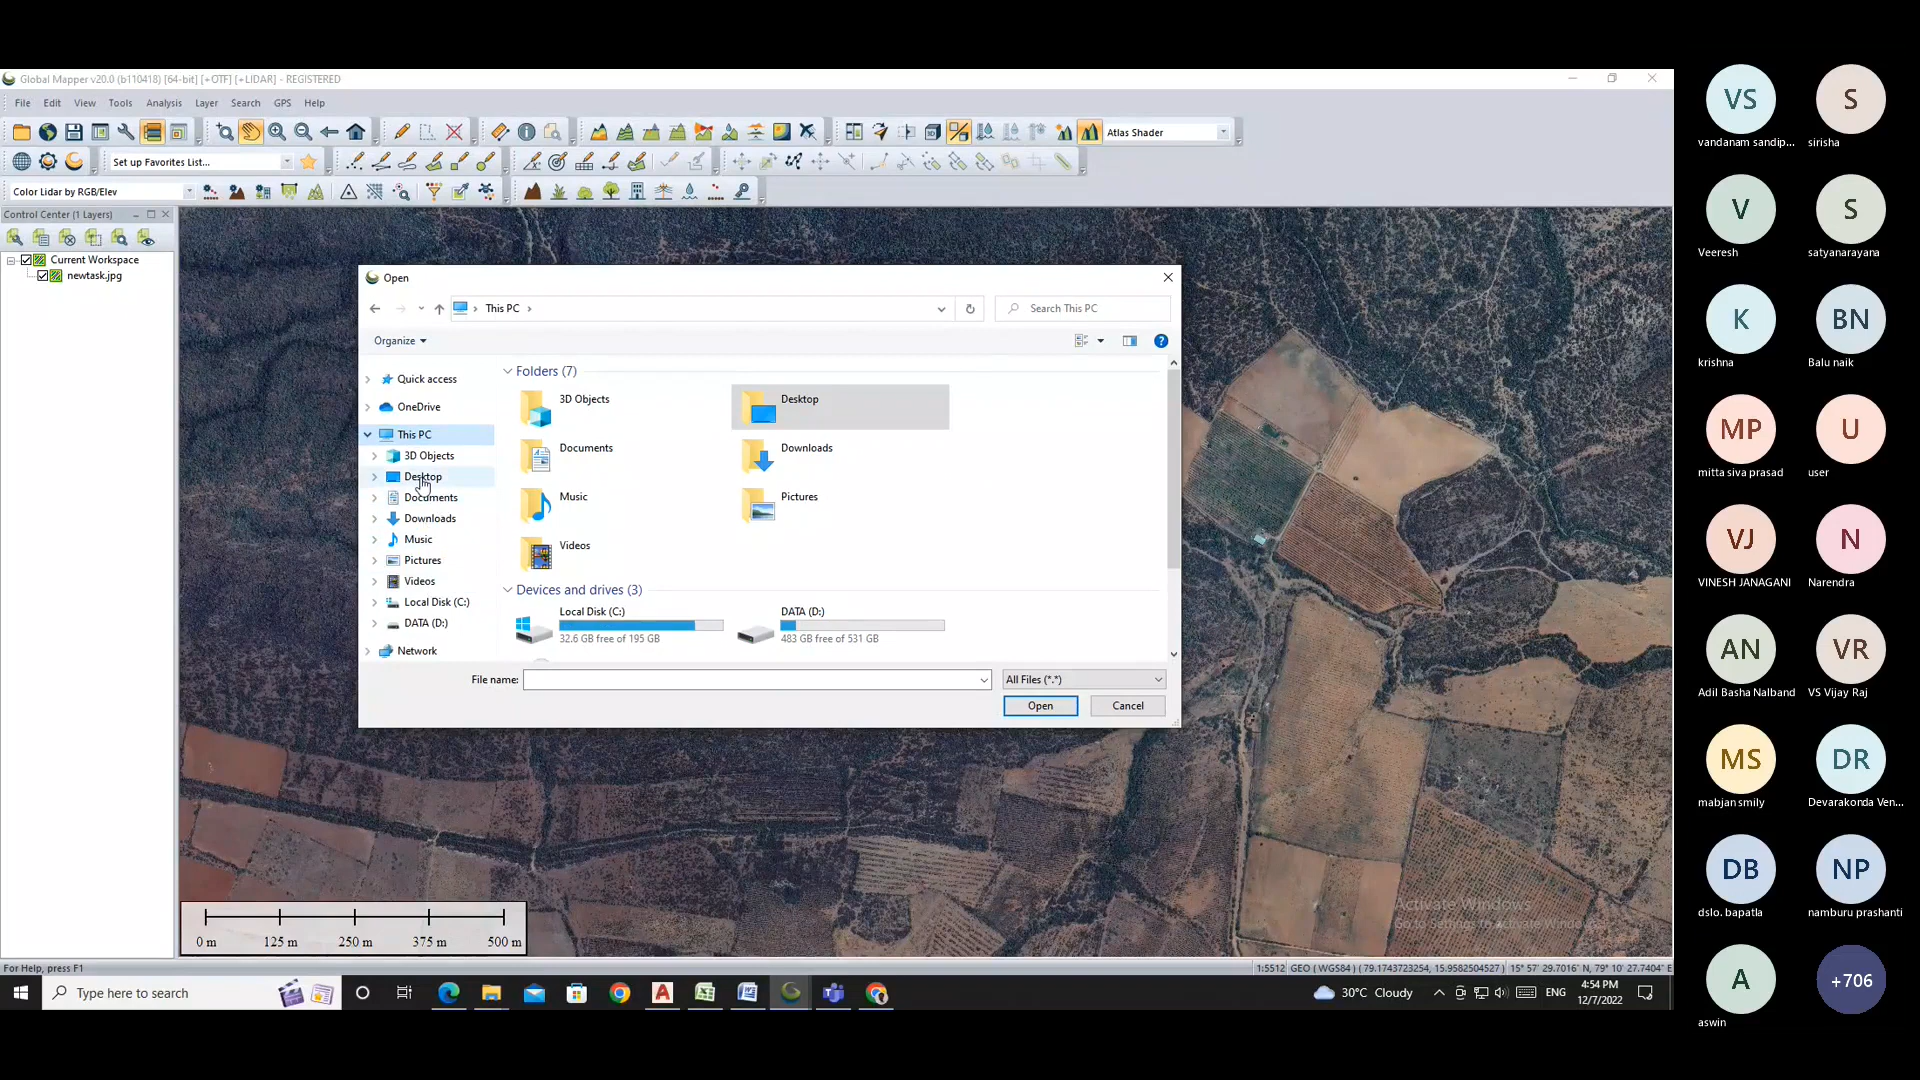 Global Mapper v20.0 (b110418) [64-bit] [+OTF] [+LIDAR] - REGISTERED
File Edit View Tools Analysis Layer Search GPS Help
Atlas Shader
Set up Favorites List...
Color Lidar by RGB/Elev
Control Center (1 Layers)
Current Workspace
newtask.jpg
Open
This PC
Search This PC
Organize
Quick access
OneDrive
This PC
3D Objects
Desktop
Documents
Downloads
Music
Pictures
Videos
Local Disk (C:)
DATA (D:)
Network
Folders (7)
3D Objects
Desktop
Documents
Downloads
Music
Pictures
Videos
Devices and drives (3)
Local Disk (C:)
32.6 GB free of 195 GB
DATA (D:)
483 GB free of 531 GB
File name:
All Files (*.*)
Open
Cancel
0 m 125 m 250 m 375 m 500 m
Activate Windows
Go to Settings to activate Windows.
For Help, press F1
1:5512 GEO ( WGS84 ) ( 79.1743723254, 15.9582504527 ) 15° 57' 29.7016" N, 79° 10' 27.7404" E
Type here to search
30°C Cloudy
ENG
4:54 PM
12/7/2022
VS
vandanam sandip...
S
sirisha
V
Veeresh
S
satyanarayana
K
krishna
BN
Balu naik
MP
mitta siva prasad
U
user
VJ
VINESH JANAGANI
N
Narendra
AN
Adil Basha Nalband
VR
VS Vijay Raj
MS
mabjan smily
DR
Devarakonda Ven...
DB
dslo. bapatla
NP
namburu prashanti
A
aswin
+706